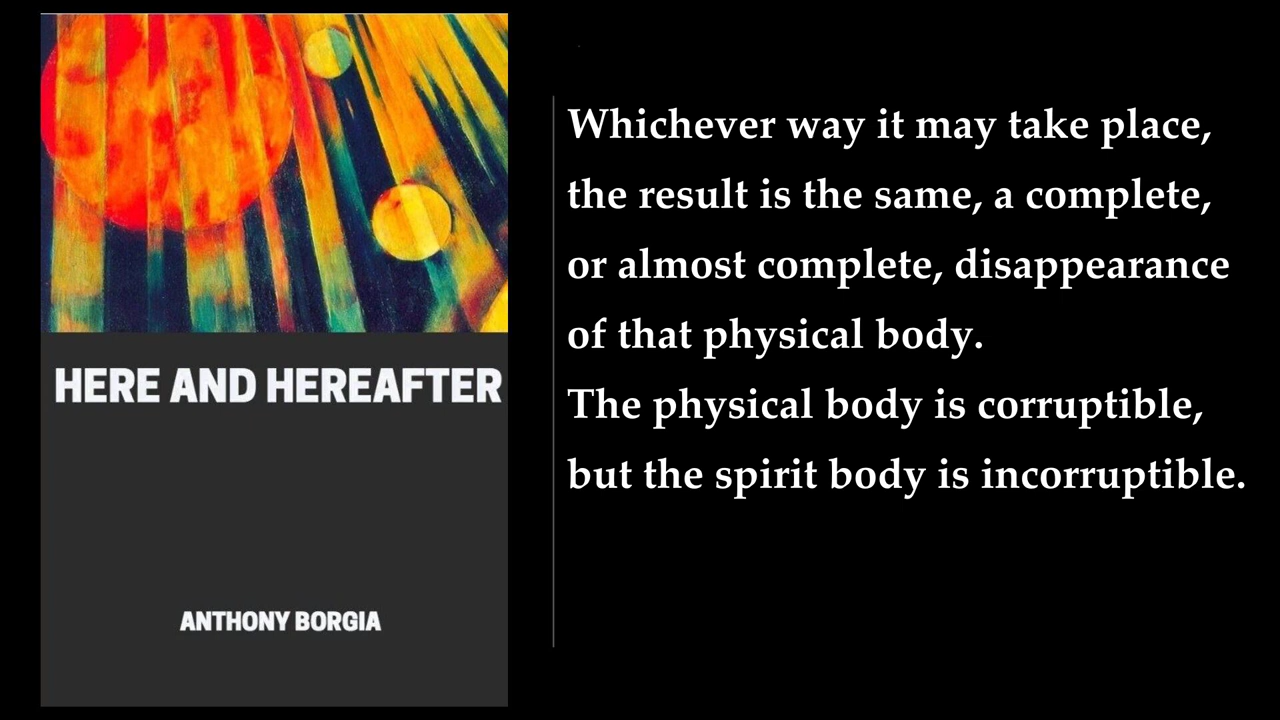 HERE AND HEREAFTER
ANTHONY BORGIA
Whichever way it may take place,
the result is the same, a complete,
or almost complete, disappearance
of that physical body.
The physical body is corruptible,
but the spirit body is incorruptible.